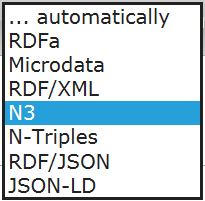 ... automatically
RDFa
Microdata
RDF/XML
N3
N-Triples
RDF/JSON
JSON-LD